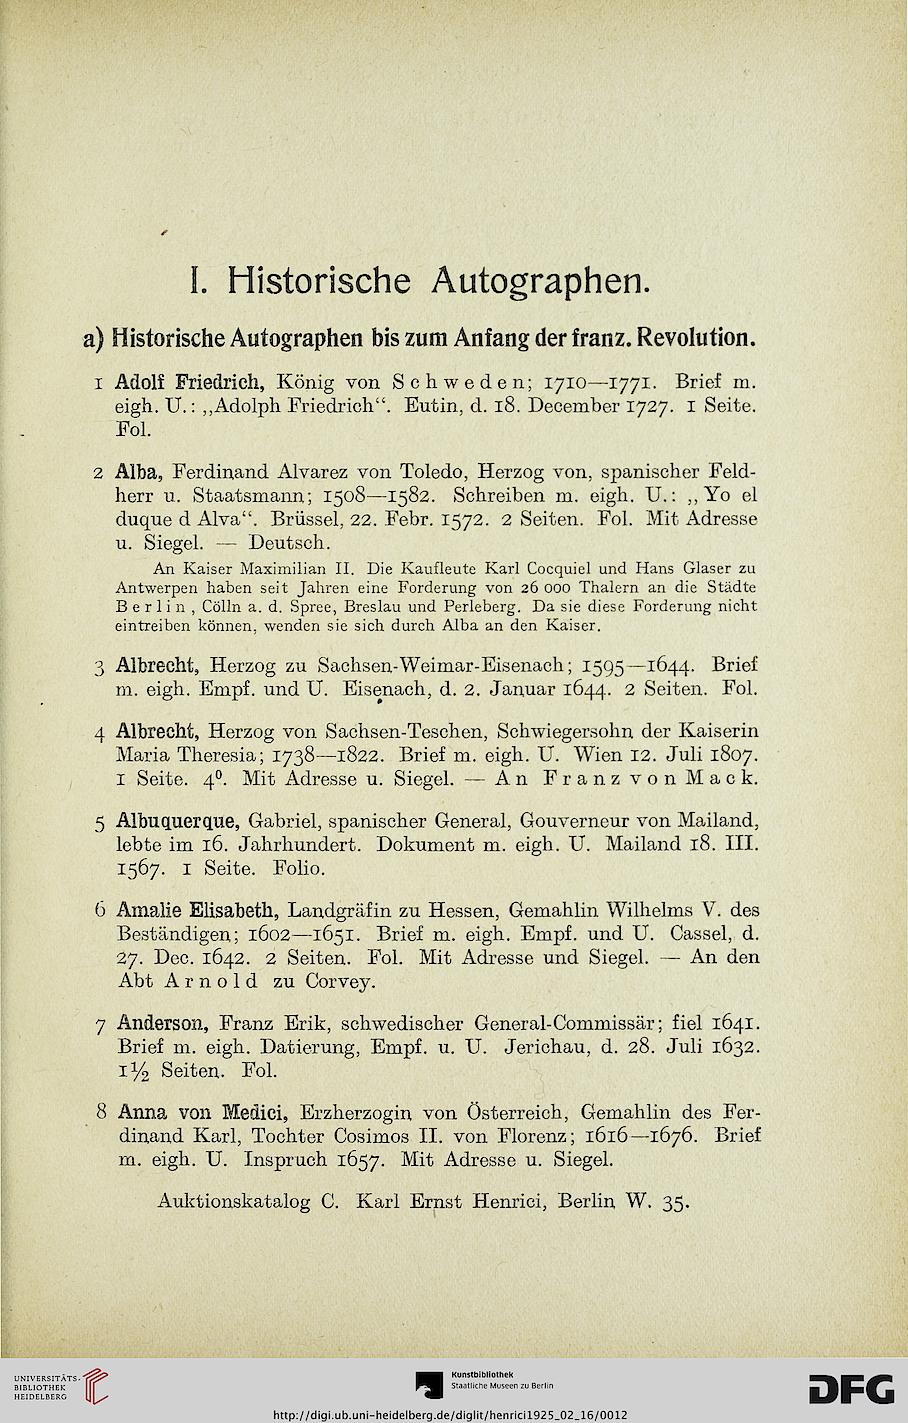 I. Historische Autographen.
a) Historische Autographen bis zum Anfang der franz. Revolution.
1 Adolf Friedrich, König von Schweden; 1710—1771. Brief m.
eigh. U.: „Adolph Friedrich“. Eutin, d. 18. December 1727. 1 Seite.
Fol.
2 Alba, Ferdinand Alvarez von Toledo, Herzog von, spanischer Feld-
herr u. Staatsmann; 1508—1582. Schreiben m. eigh. U.: „Yo el
duque d Alva“. Brüssel, 22. Febr. 1572. 2 Seiten. Fol. Mit Adresse
u. Siegel. — Deutsch.
An Kaiser Maximilian II. Die Kaufleute Karl Cocquiel und Hans Glaser zu
Antwerpen haben seit Jahren eine Forderung von 26 000 Thalern an die Städte
Berlin, Cölln a. d. Spree, Breslau und Perleberg. Da sie diese Forderung nicht
eintreiben können, wenden sie sich durch Alba an den Kaiser.
3 Albrecht, Herzog zu Sachsen-Weimar-Eisenach; 1595—1644. Brief
m. eigh. Empf. und U. Eisenach, d. 2. Januar 1644. 2 Seiten. Fol.
4 Albrecht, Herzog von Sachsen-Teschen, Schwiegersohn der Kaiserin
Maria Theresia; 1738—1822. Brief m. eigh. U. Wien 12. Juli 1807.
1 Seite. 4⁰. Mit Adresse u. Siegel. — An Franz von Mack.
5 Albuquerque, Gabriel, spanischer General, Gouverneur von Mailand,
lebte im 16. Jahrhundert. Dokument m. eigh. U. Mailand 18. III.
1567. 1 Seite. Folio.
6 Amalie Elisabeth, Landgräfin zu Hessen, Gemahlin Wilhelms V. des
Beständigen; 1602—1651. Brief m. eigh. Empf. und U. Cassel, d.
27. Dec. 1642. 2 Seiten. Fol. Mit Adresse und Siegel. — An den
Abt Arnold zu Corvey.
7 Anderson, Franz Erik, schwedischer General-Commissär; fiel 1641.
Brief m. eigh. Datierung, Empf. u. U. Jerichau, d. 28. Juli 1632.
1½ Seiten. Fol.
8 Anna von Medici, Erzherzogin von Österreich, Gemahlin des Fer-
dinand Karl, Tochter Cosimos II. von Florenz; 1616—1676. Brief
m. eigh. U. Inspruch 1657. Mit Adresse u. Siegel.
Auktionskatalog C. Karl Ernst Henrici, Berlin W. 35.
UNIVERSITÄTS-
BIBLIOTHEK
HEIDELBERG
Kunstbibliothek
Staatliche Museen zu Berlin
DFG
http://digi.ub.uni-heidelberg.de/diglit/henrici1925_02_16/0012